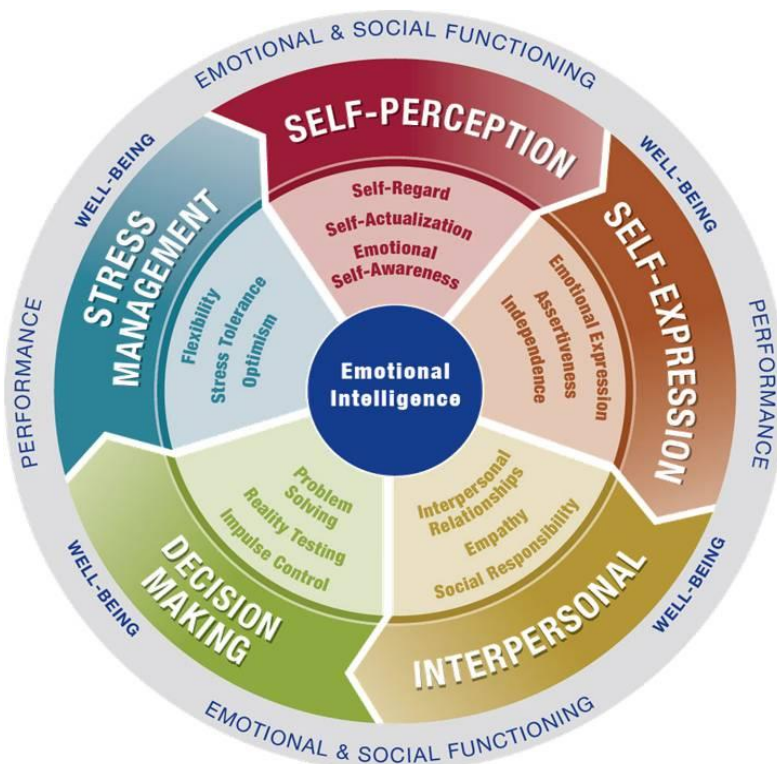 EMOTIONAL & SOCIAL FUNCTIONING
WELL-BEING
WELL-BEING
SELF-PERCEPTION
Self-Regard
Self-Actualization
Emotional
Self-Awareness
SELF-EXPRESSION
Emotional Expression
Assertiveness
Independence
STRESS
MANAGEMENT
Flexibility
Stress Tolerance
Optimism
PERFORMANCE
PERFORMANCE
Emotional
Intelligence
Interpersonal
Relationships
Empathy
Social Responsibility
INTERPERSONAL
Problem
Solving
Reality Testing
Impulse Control
DECISION
MAKING
WELL-BEING
WELL-BEING
EMOTIONAL & SOCIAL FUNCTIONING